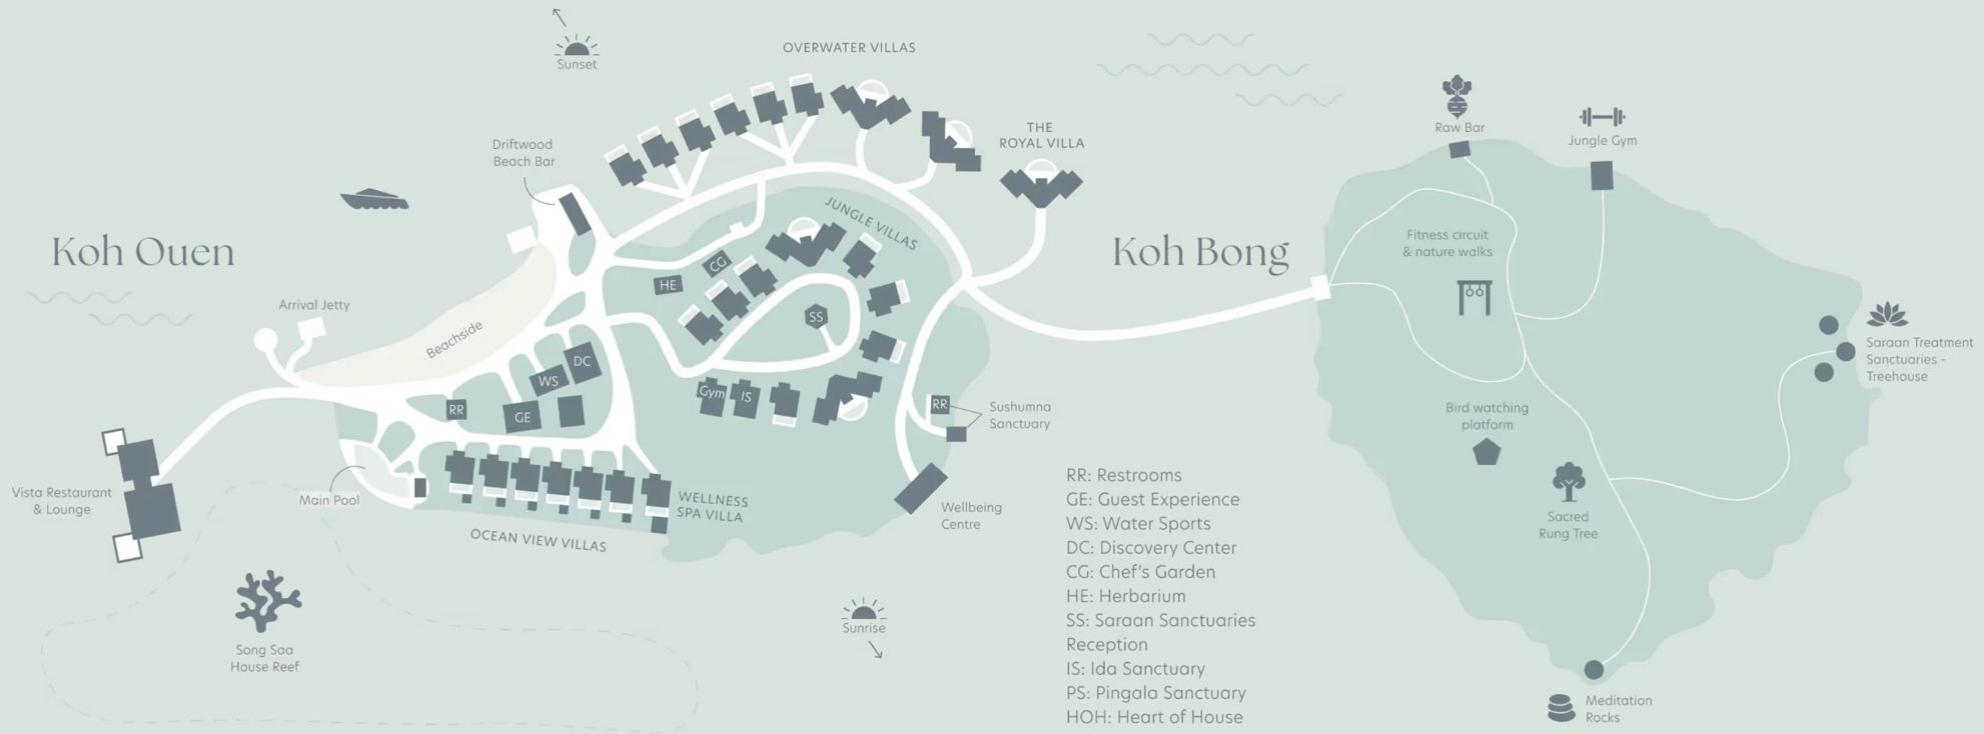 OVERWATER VILLAS
Sunset
THE
ROYAL VILLA
Driftwood
Beach Bar
Raw Bar
Jungle Gym
JUNGLE VILLAS
Koh Ouen
Koh Bong
Fitness circuit
& nature walks
CG
HE
Arrival Jetty
Beachside
SS
Saraan Treatment
Sanctuaries -
Treehouse
DC
WS
RR
GE
Gym
IS
RR
Sushumna
Sanctuary
Bird watching
platform
Vista Restaurant
& Lounge
Main Pool
WELLNESS
SPA VILLA
OCEAN VIEW VILLAS
Wellbeing
Centre
Sacred
Rung Tree
RR: Restrooms
GE: Guest Experience
WS: Water Sports
DC: Discovery Center
CG: Chef's Garden
HE: Herbarium
SS: Saraan Sanctuaries
Reception
IS: Ida Sanctuary
PS: Pingala Sanctuary
HOH: Heart of House
Sunrise
Song Saa
House Reef
Meditation
Rocks